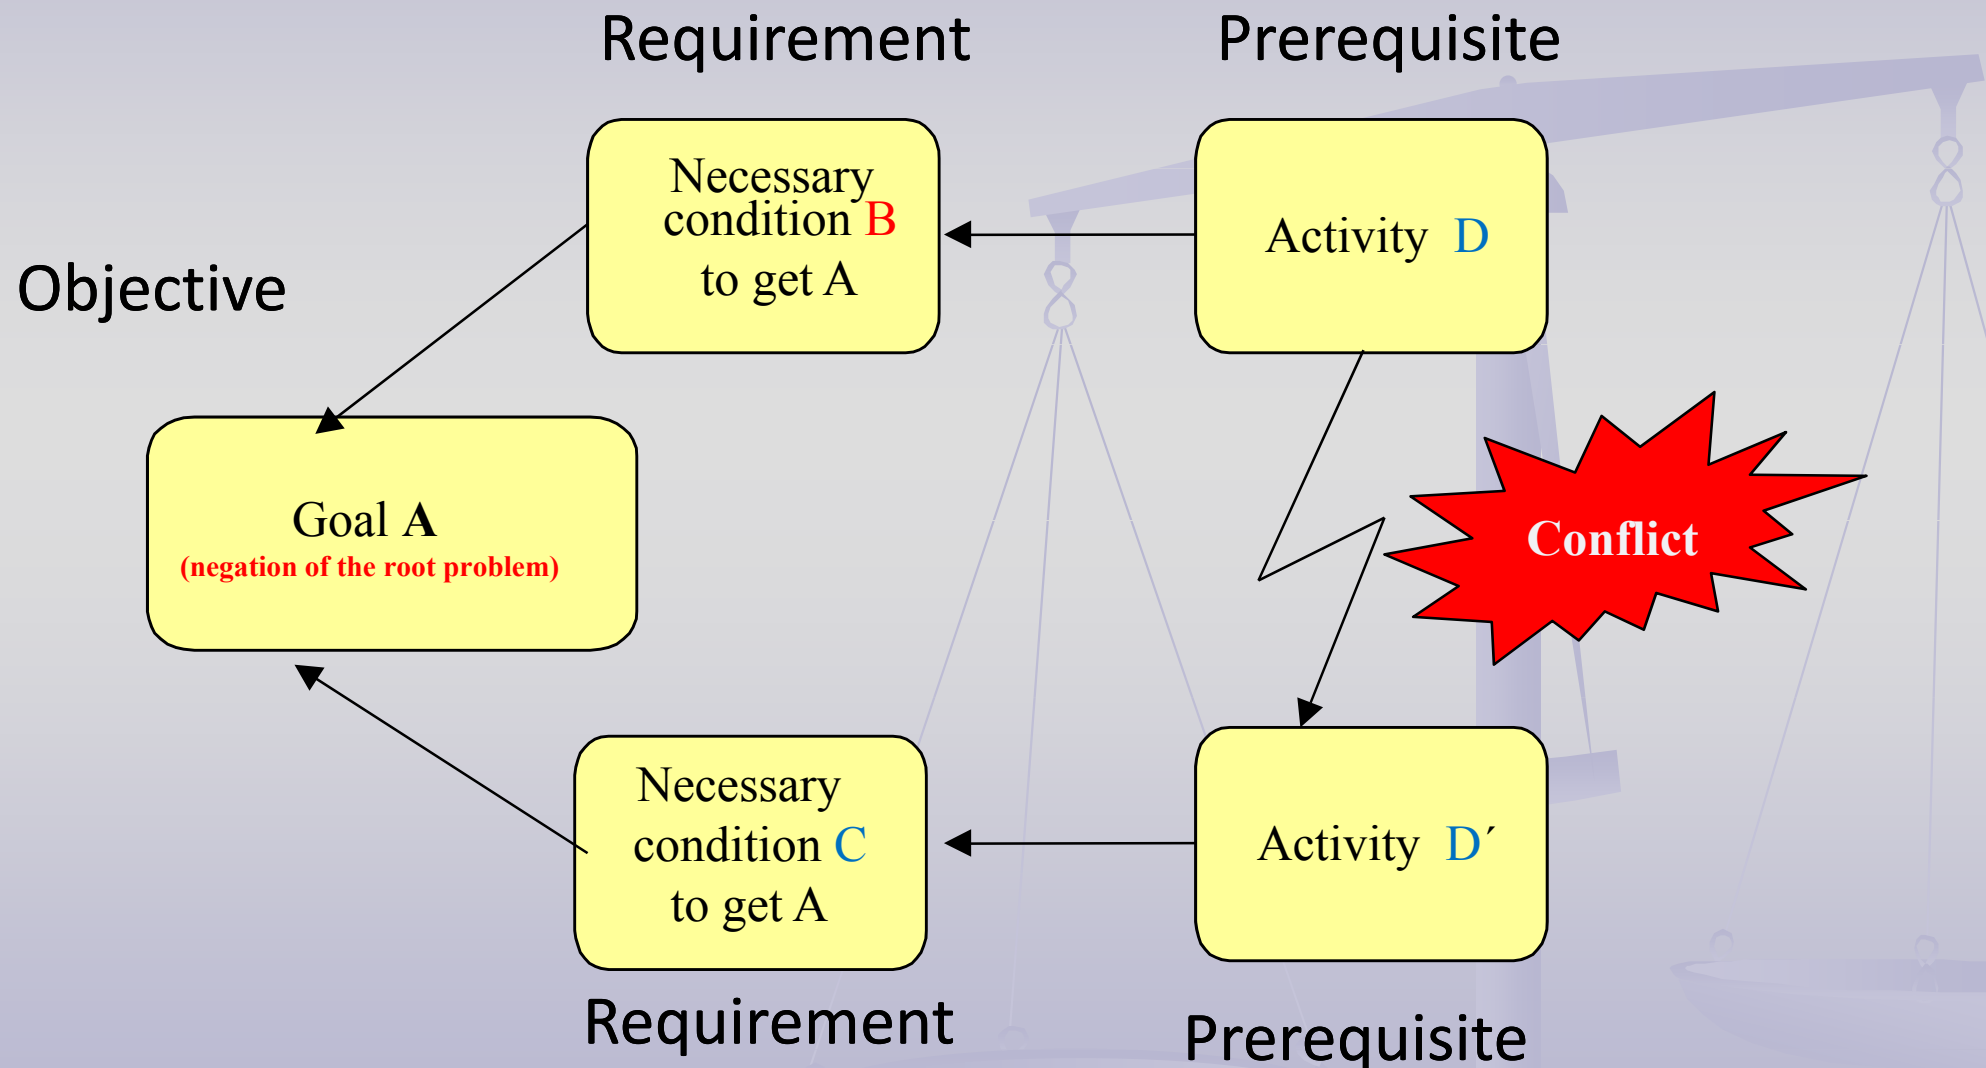 Requirement
Prerequisite
Necessary
condition B
to get A
Activity D
Objective
Goal A
(negation of the root problem)
Conflict
Necessary
condition C
to get A
Activity D´
Requirement
Prerequisite